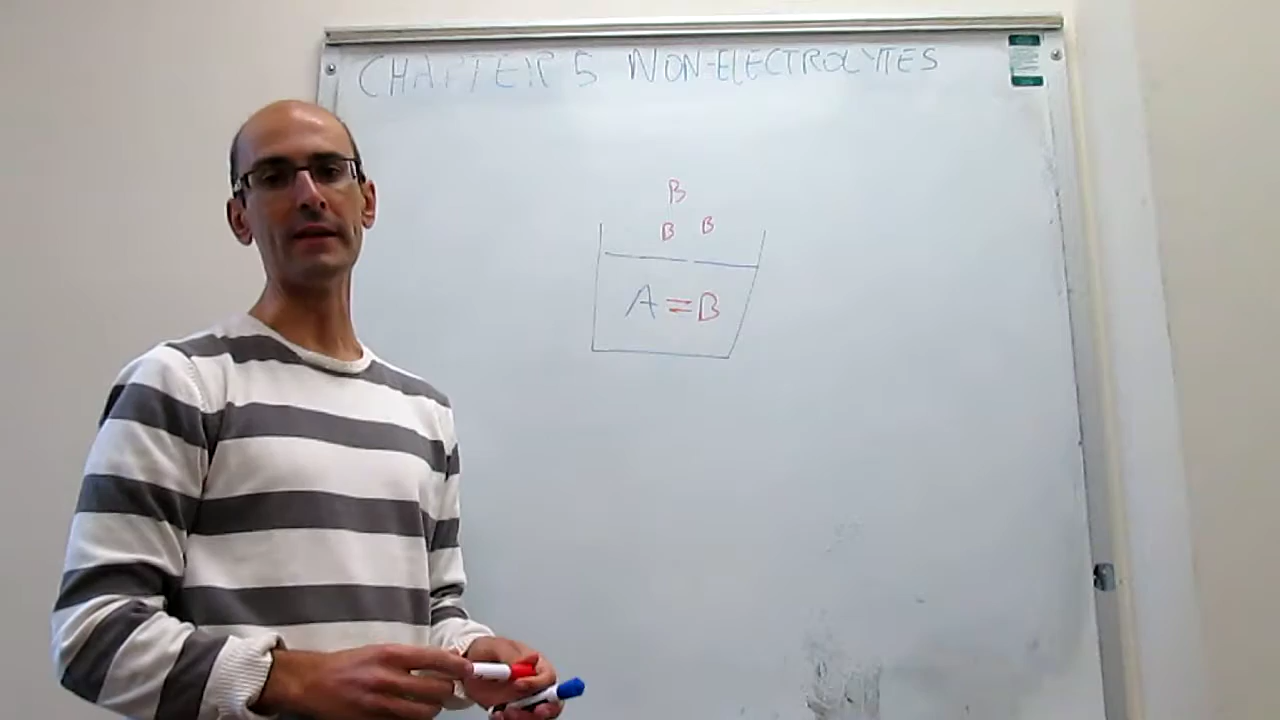 CHAPTER 5 NON-ELECTROLYTES
B
B B
A = B